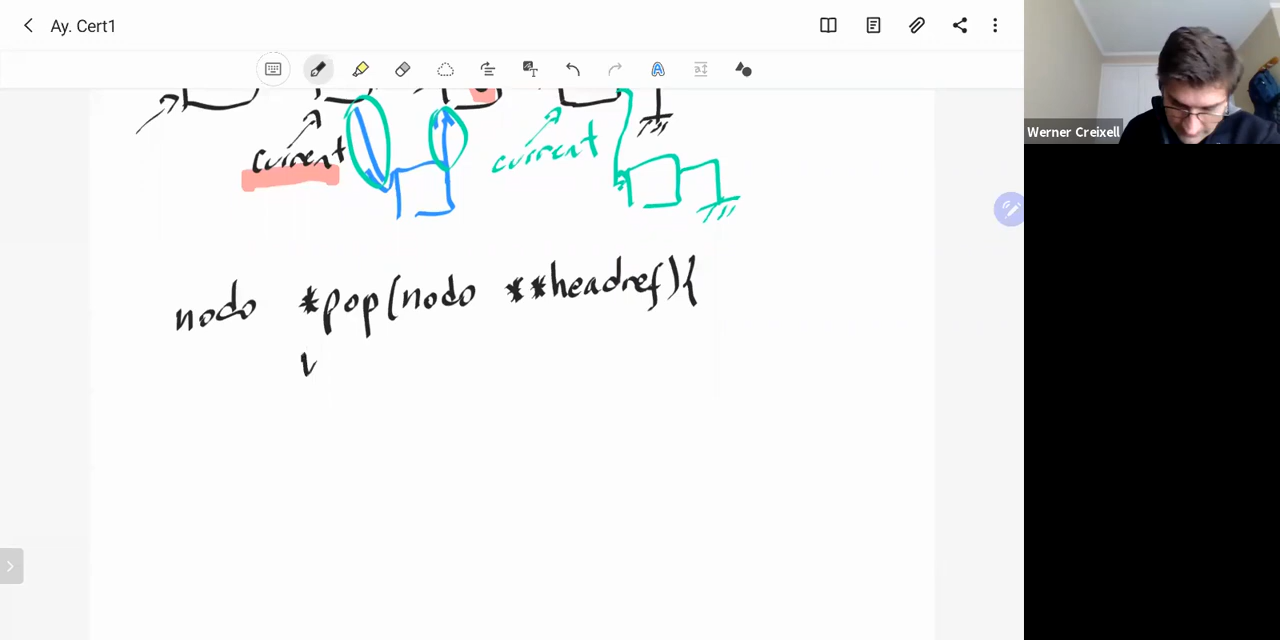 Ay. Cert1
Werner Creixell
current
current
nodo *pop(nodo **headref){